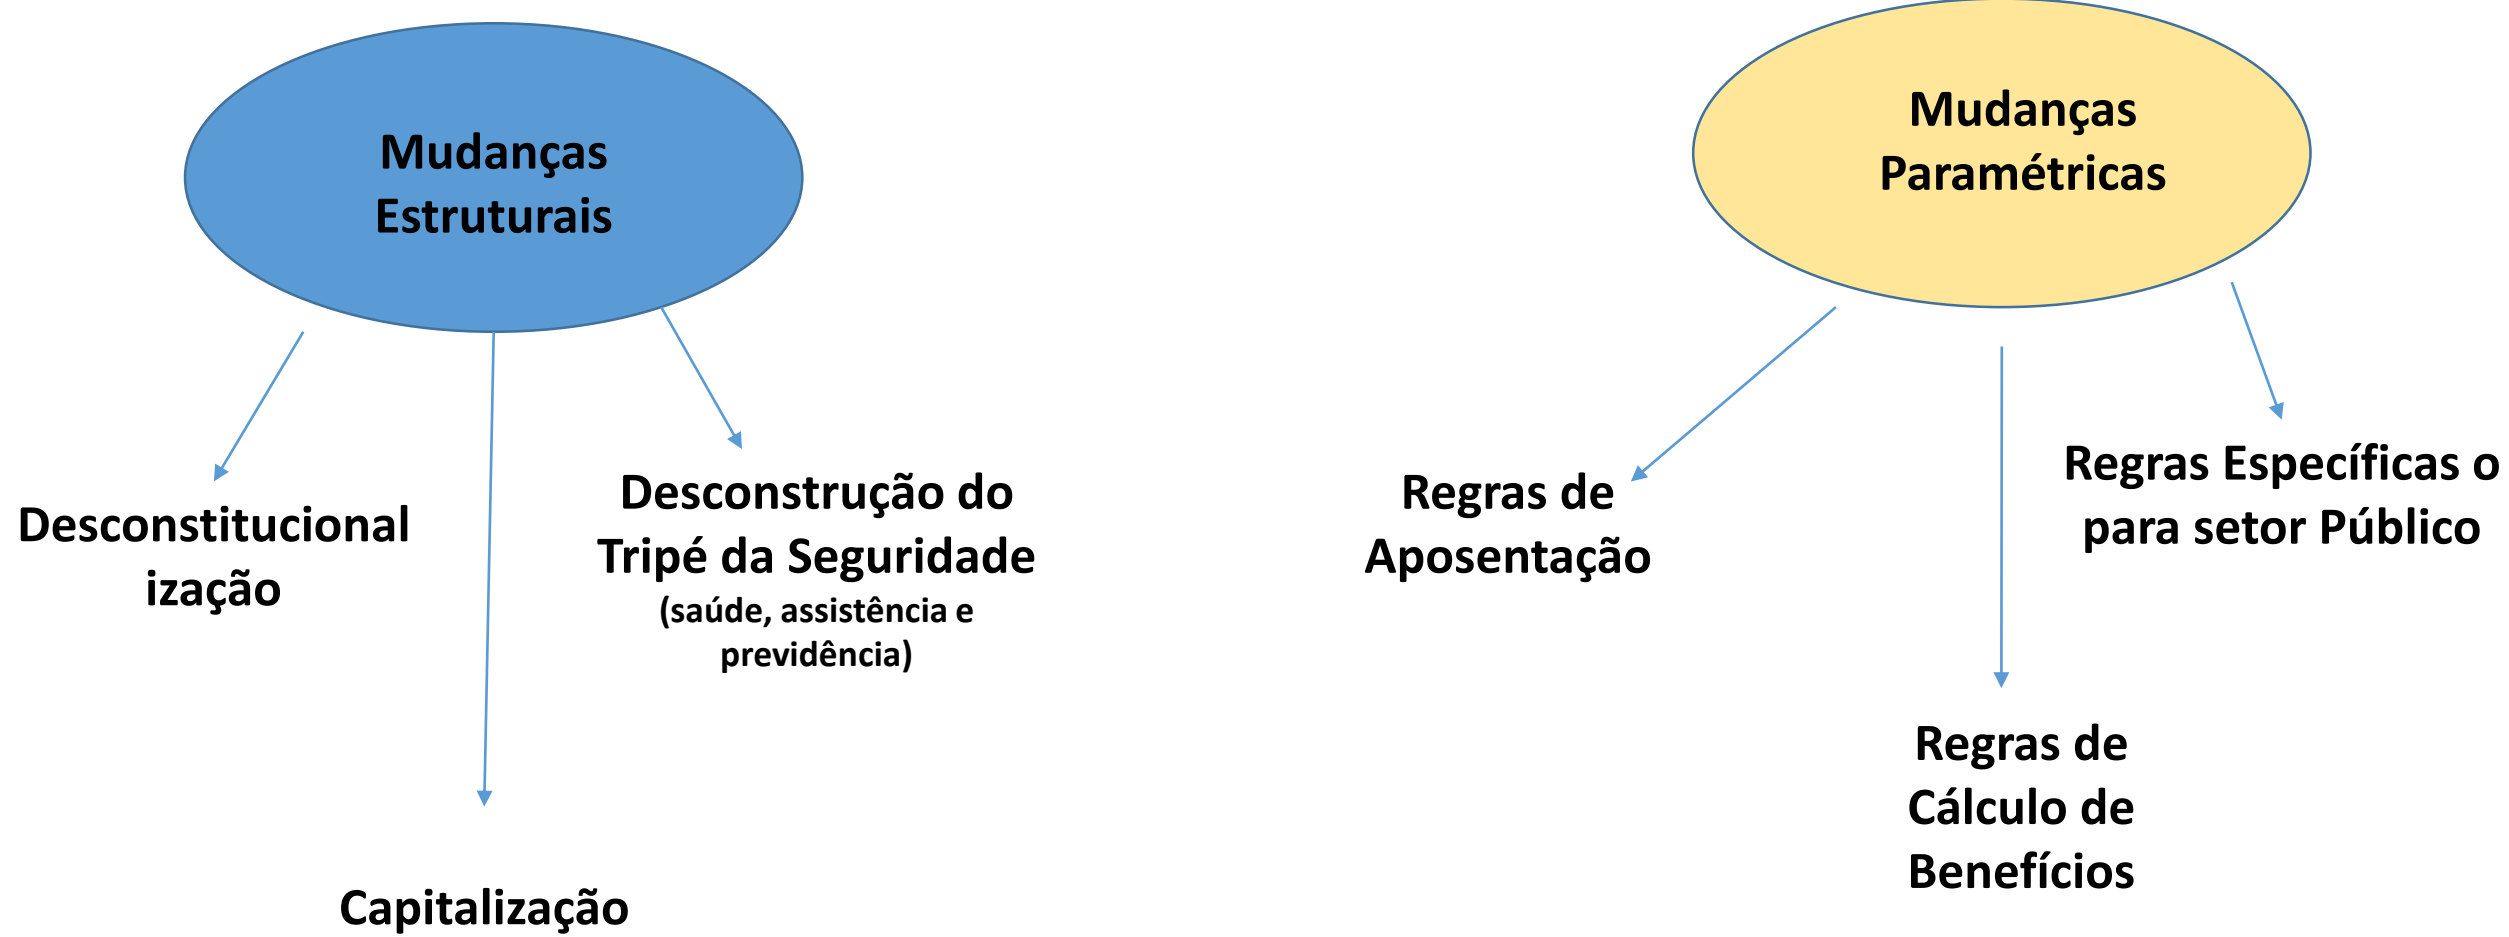 Mudanças
Estruturais
Desconstitucional
ização
Capitalização
Desconstrução do
Tripé da Seguridade
(saúde, assistência e
previdência)
Mudanças
Paramétricas
Regra de
Aposentação
Regras de
Cálculo de
Benefícios
Regras Específicas o
para setor Público